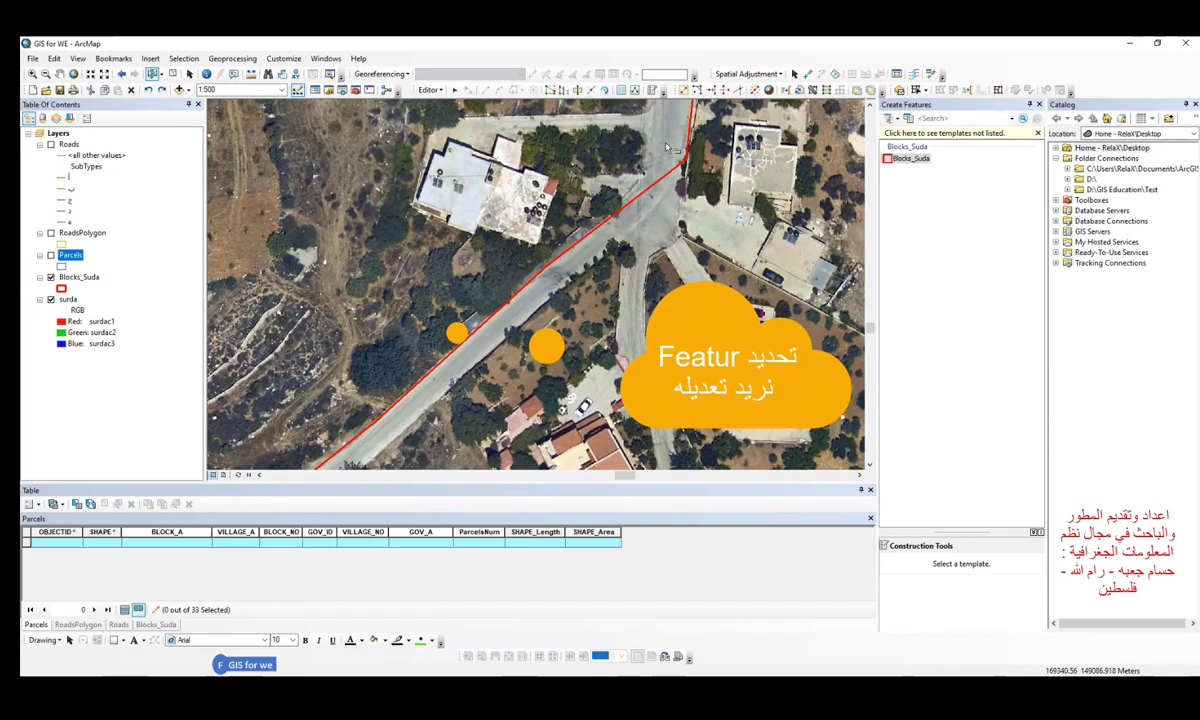 GIS for WE - ArcMap
File Edit View Bookmarks Insert Selection Geoprocessing Customize Windows Help
Georeferencing
Spatial Adjustment
1:500
Editor
Table Of Contents
Layers
Roads
<all other values>
SubTypes
أ
ب
ج
د
ه
RoadsPolygon
Parcels
Blocks_Suda
surda
RGB
Red: surdac1
Green: surdac2
Blue: surdac3
تحديد Featur
نريد تعديله
Create Features
<Search>
Click here to see templates not listed.
Blocks_Suda
Blocks_Suda
Construction Tools
Select a template.
Catalog
Location: Home - RelaX\Desktop
Home - RelaX\Desktop
Folder Connections
C:\Users\RelaX\Documents\ArcGIS
D:\
D:\GIS Education\Test
Toolboxes
Database Servers
Database Connections
GIS Servers
My Hosted Services
Ready-To-Use Services
Tracking Connections
اعداد وتقديم المطور
والباحث في مجال نظم
المعلومات الجغرافية :
حسام جعبه - رام الله -
فلسطين
Table
Parcels
OBJECTID * SHAPE * BLOCK_A VILLAGE_A BLOCK_NO GOV_ID VILLAGE_NO GOV_A ParcelsNum SHAPE_Length SHAPE_Area
0 (0 out of 33 Selected)
Parcels RoadsPolygon Roads Blocks_Suda
Drawing A Arial 10 B I U A
F GIS for we
169340.56 149086.918 Meters